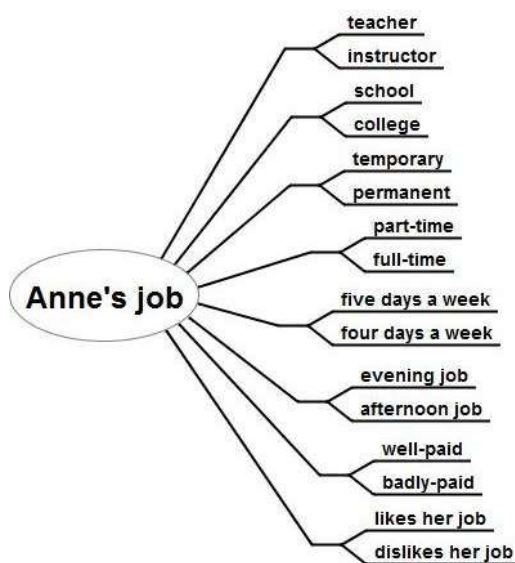 teacher
instructor
school
college
temporary
permanent
part-time
full-time
Anne's job
five days a week
four days a week
evening job
afternoon job
well-paid
badly-paid
likes her job
dislikes her job